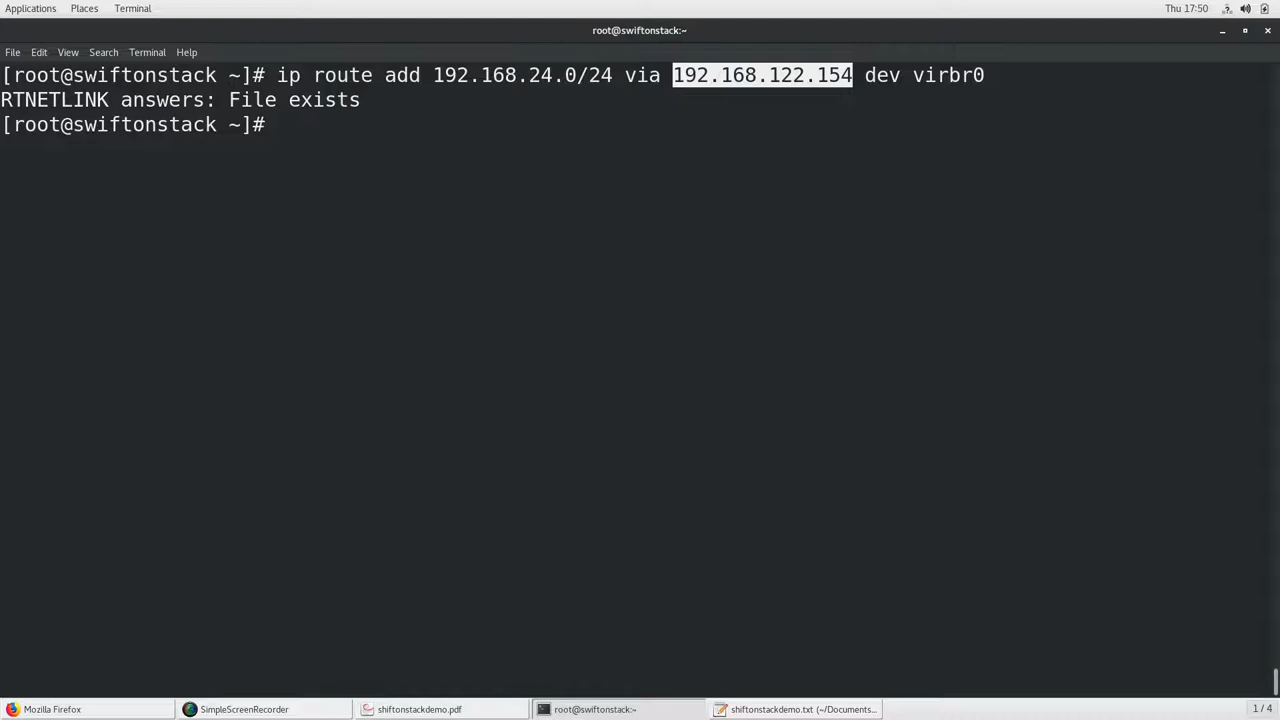 Applications Places Terminal Thu 17:50
root@swiftonstack:~
File Edit View Search Terminal Help
[root@swiftonstack ~]# ip route add 192.168.24.0/24 via 192.168.122.154 dev virbr0
RTNETLINK answers: File exists
[root@swiftonstack ~]#
Mozilla Firefox SimpleScreenRecorder shiftonstackdemo.pdf root@swiftonstack:~ shiftonstackdemo.txt (~/Documents... 1 / 4